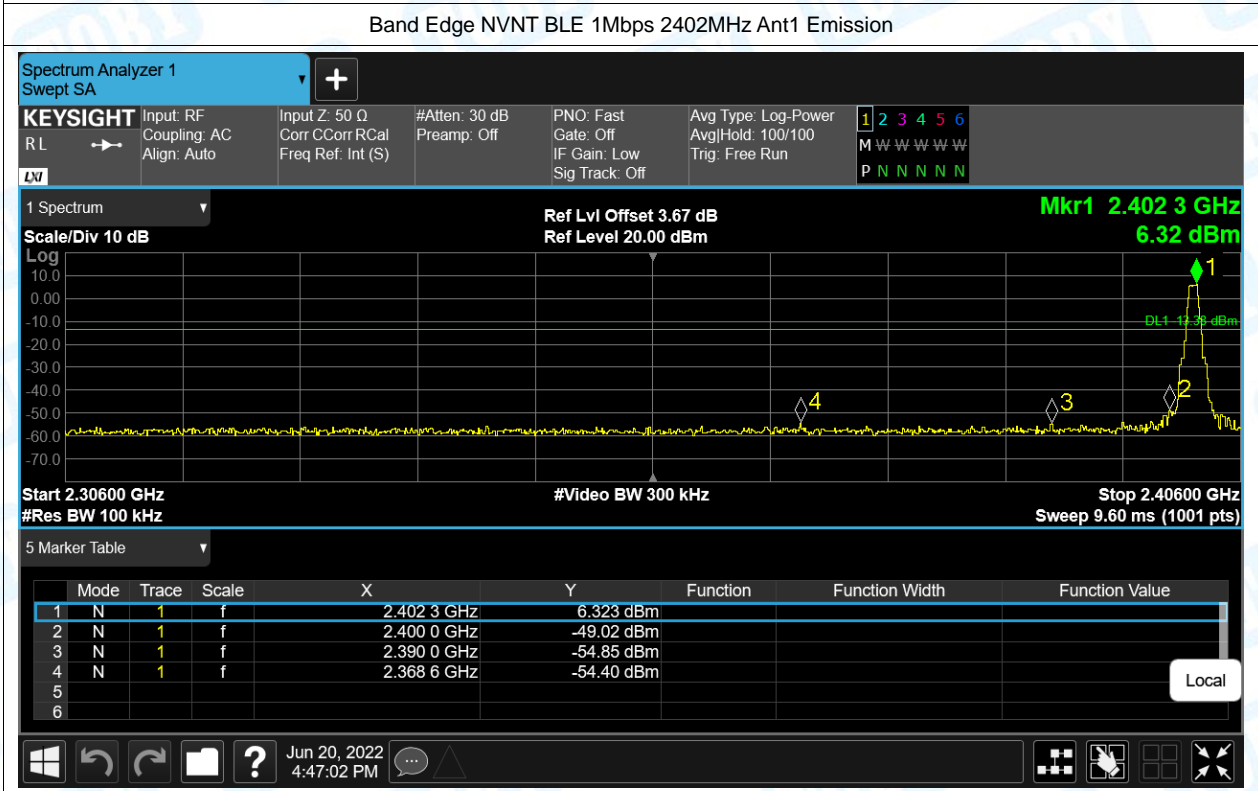 Band Edge NVNT BLE 1Mbps 2402MHz Ant1 Emission
Spectrum Analyzer 1
Swept SA
+
KEYSIGHT
R L
LXI
Input: RF
Coupling: AC
Align: Auto
Input Z: 50 Ω
Corr CCorr RCal
Freq Ref: Int (S)
#Atten: 30 dB
Preamp: Off
PNO: Fast
Gate: Off
IF Gain: Low
Sig Track: Off
Avg Type: Log-Power
Avg|Hold: 100/100
Trig: Free Run
1 2 3 4 5 6
M W W W W W
P N N N N N
1 Spectrum
Scale/Div 10 dB
Log
Ref Lvl Offset 3.67 dB
Ref Level 20.00 dBm
Mkr1 2.402 3 GHz
6.32 dBm
10.0
0.00
-10.0
-20.0
-30.0
-40.0
-50.0
-60.0
-70.0
1
DL1 -13.38 dBm
2
3
4
Start 2.30600 GHz
#Res BW 100 kHz
#Video BW 300 kHz
Stop 2.40600 GHz
Sweep 9.60 ms (1001 pts)
5 Marker Table
Mode Trace Scale X Y Function Function Width Function Value
1 N 1 f 2.402 3 GHz 6.323 dBm
2 N 1 f 2.400 0 GHz -49.02 dBm
3 N 1 f 2.390 0 GHz -54.85 dBm
4 N 1 f 2.368 6 GHz -54.40 dBm
5
6
Local
?
Jun 20, 2022
4:47:02 PM